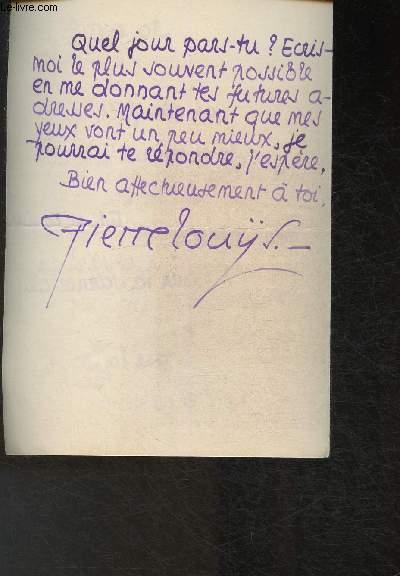 Quel jour pars-tu ? Ecris-
moi le plus souvent possible
en me donnant tes futures a-
dresses. Maintenant que mes
yeux vont un peu mieux, je
pourrai te répondre, j'espère.
Bien affectueusement à toi.
Pierre Louÿs. —
Le-livre.com